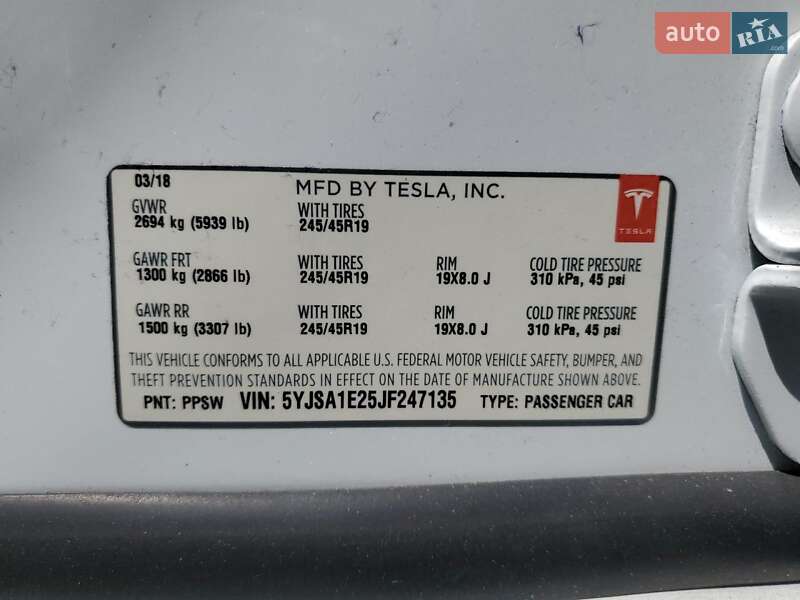 auto RIA.com
03/18 MFD BY TESLA, INC.
GVWR WITH TIRES
2694 kg (5939 lb) 245/45R19
TESLA
GAWR FRT WITH TIRES RIM COLD TIRE PRESSURE
1300 kg (2866 lb) 245/45R19 19X8.0 J 310 kPa, 45 psi
GAWR RR WITH TIRES RIM COLD TIRE PRESSURE
1500 kg (3307 lb) 245/45R19 19X8.0 J 310 kPa, 45 psi
THIS VEHICLE CONFORMS TO ALL APPLICABLE U.S. FEDERAL MOTOR VEHICLE SAFETY, BUMPER, AND
THEFT PREVENTION STANDARDS IN EFFECT ON THE DATE OF MANUFACTURE SHOWN ABOVE.
PNT: PPSW VIN: 5YJSA1E25JF247135 TYPE: PASSENGER CAR